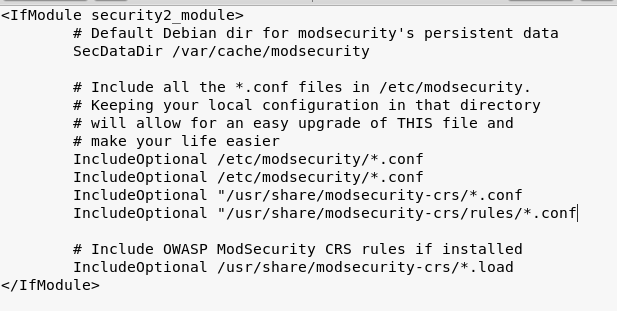 <IfModule security2_module>
# Default Debian dir for modsecurity's persistent data
SecDataDir /var/cache/modsecurity
# Include all the *.conf files in /etc/modsecurity.
# Keeping your local configuration in that directory
# will allow for an easy upgrade of THIS file and
# make your life easier
IncludeOptional /etc/modsecurity/*.conf
IncludeOptional /etc/modsecurity/*.conf
IncludeOptional "/usr/share/modsecurity-crs/*.conf
IncludeOptional "/usr/share/modsecurity-crs/rules/*.conf
# Include OWASP ModSecurity CRS rules if installed
IncludeOptional /usr/share/modsecurity-crs/*.load
</IfModule>